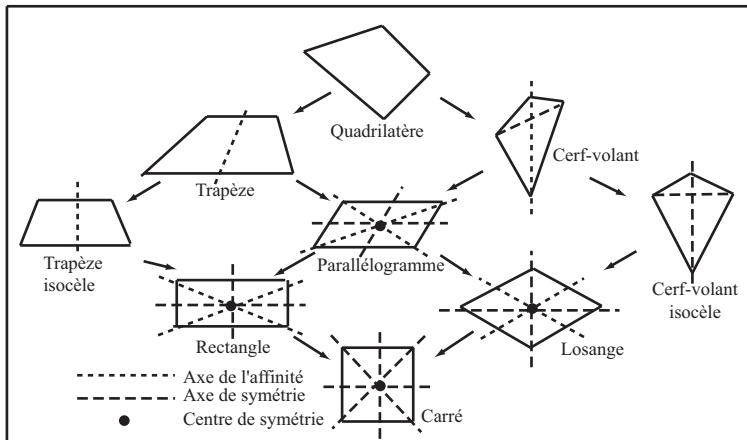 Quadrilatère
Cerf-volant
Trapèze
Trapèze
isocèle
Parallélogramme
Cerf-volant
isocèle
Rectangle
Losange
Axe de l'affinité
Axe de symétrie
Centre de symétrie
Carré